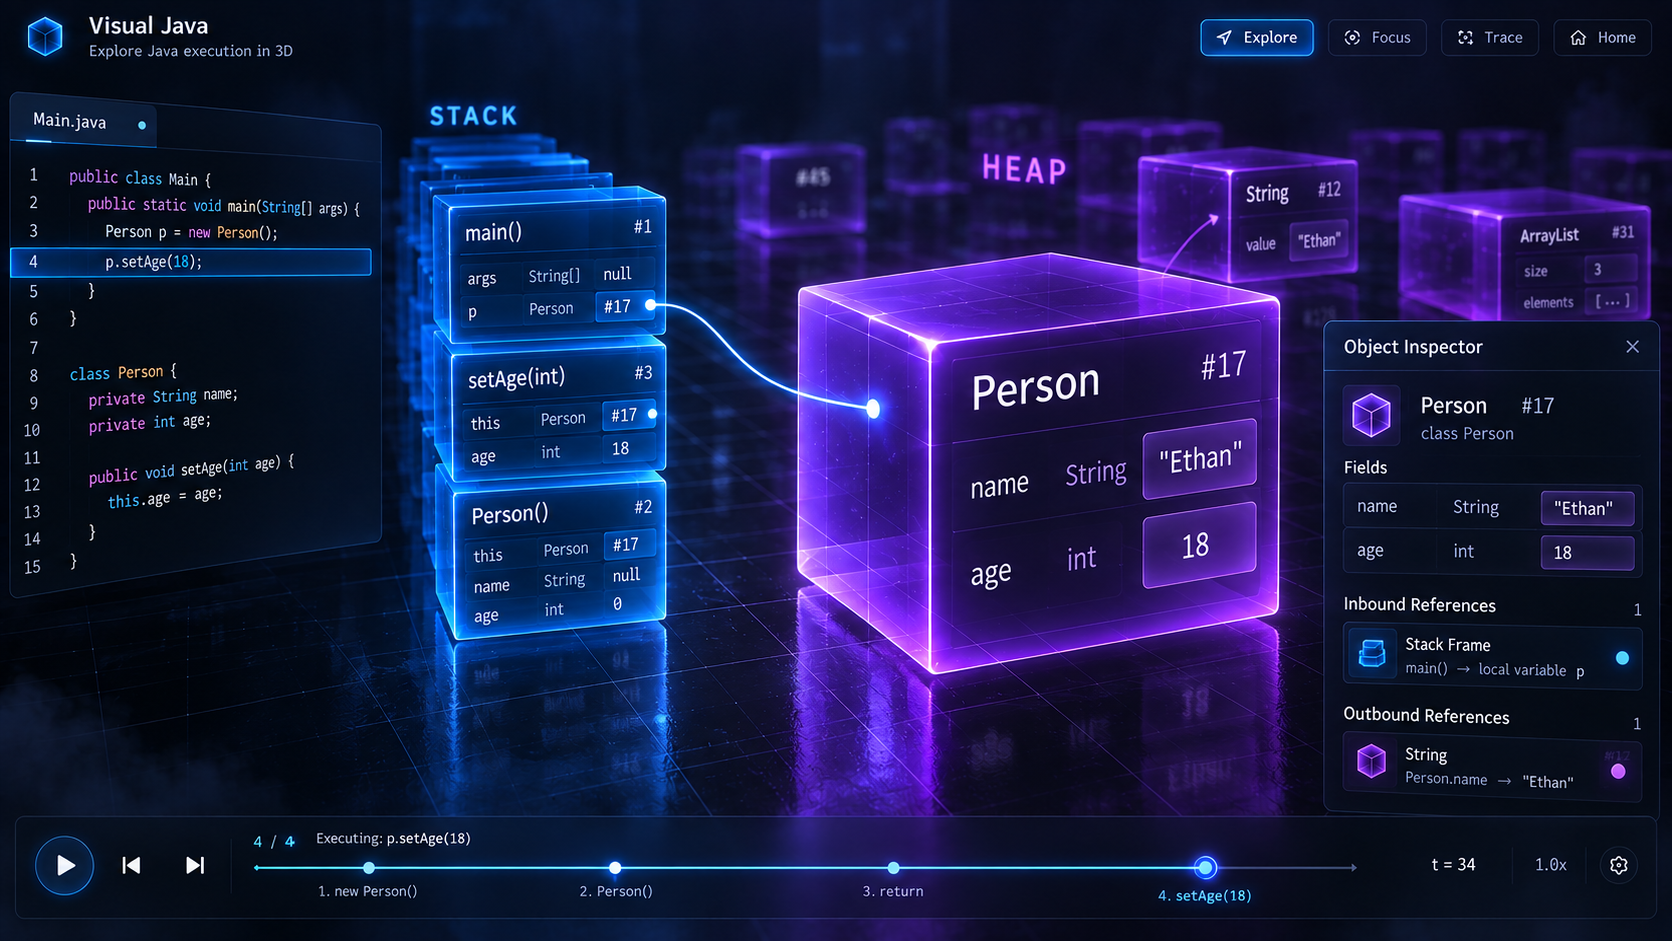 Visual Java
Explore Java execution in 3D
Explore
Focus
Trace
Home
Main.java
1 public class Main {
2 public static void main(String[] args) {
3 Person p = new Person();
4 p.setAge(18);
5 }
6 }
7
8 class Person {
9 private String name;
10 private int age;
11
12 public void setAge(int age) {
13 this.age = age;
14 }
15 }
STACK
main() #1
args String[] null
p Person #17
setAge(int) #3
this Person #17
age int 18
Person() #2
this Person #17
name String null
age int 0
HEAP
#45
String #12
value "Ethan"
ArrayList #31
size 3
elements [...]
Person #17
name String "Ethan"
age int 18
Object Inspector
Person #17
class Person
Fields
name String "Ethan"
age int 18
Inbound References 1
Stack Frame
main() → local variable p
Outbound References 1
String #12
Person.name → "Ethan"
4 / 4 Executing: p.setAge(18)
1. new Person()
2. Person()
3. return
4. setAge(18)
t = 34
1.0x